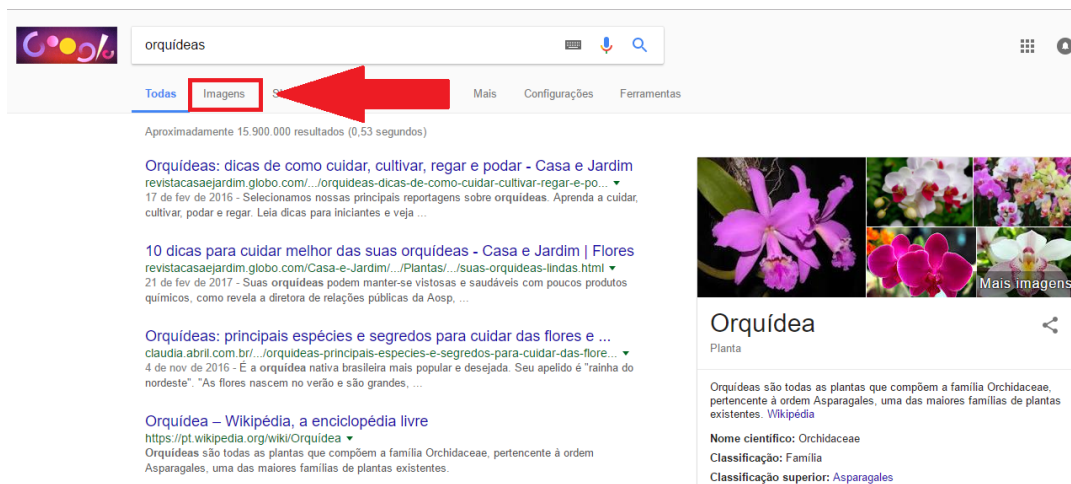 Google
orquídeas
Todas Imagens Mais Configurações Ferramentas
Aproximadamente 15.900.000 resultados (0,53 segundos)
Orquídeas: dicas de como cuidar, cultivar, regar e podar - Casa e Jardim
revistacasaejardim.globo.com/.../orquideas-dicas-de-como-cuidar-cultivar-regar-e-po...
17 de fev de 2016 - Selecionamos nossas principais reportagens sobre orquídeas. Aprenda a cuidar,
cultivar, podar e regar. Leia dicas para iniciantes e veja ...
10 dicas para cuidar melhor das suas orquídeas - Casa e Jardim | Flores
revistacasaejardim.globo.com/Casa-e-Jardim/.../Plantas/.../suas-orquideas-lindas.html
21 de fev de 2017 - Suas orquídeas podem manter-se vistosas e saudáveis com poucos produtos
químicos, como revela a diretora de relações públicas da Aosp, ...
Orquídeas: principais espécies e segredos para cuidar das flores e ...
claudia.abril.com.br/.../orquideas-principais-especies-e-segredos-para-cuidar-das-flore...
4 de nov de 2016 - É a orquídea nativa brasileira mais popular e desejada. Seu apelido é "rainha do
nordeste". "As flores nascem no verão e são grandes, ...
Orquídea – Wikipédia, a enciclopédia livre
https://pt.wikipedia.org/wiki/Orquídea
Orquídeas são todas as plantas que compõem a família Orchidaceae, pertencente à ordem
Asparagales, uma das maiores famílias de plantas existentes.
Mais imagens
Orquídea
Planta
Orquídeas são todas as plantas que compõem a família Orchidaceae,
pertencente à ordem Asparagales, uma das maiores famílias de plantas
existentes. Wikipédia
Nome científico: Orchidaceae
Classificação: Família
Classificação superior: Asparagales